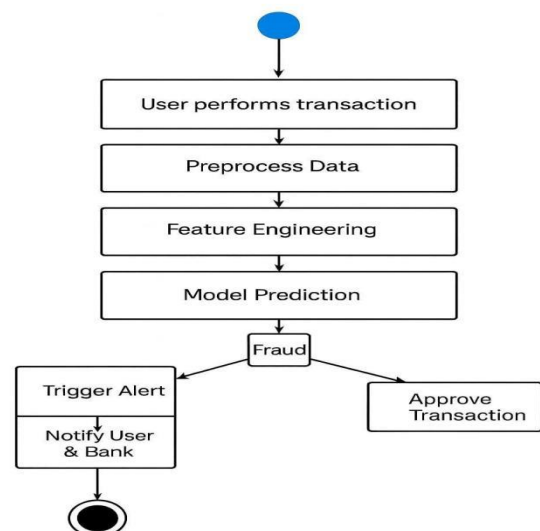 User performs transaction
Preprocess Data
Feature Engineering
Model Prediction
Fraud
Trigger Alert
Notify User
& Bank
Approve
Transaction